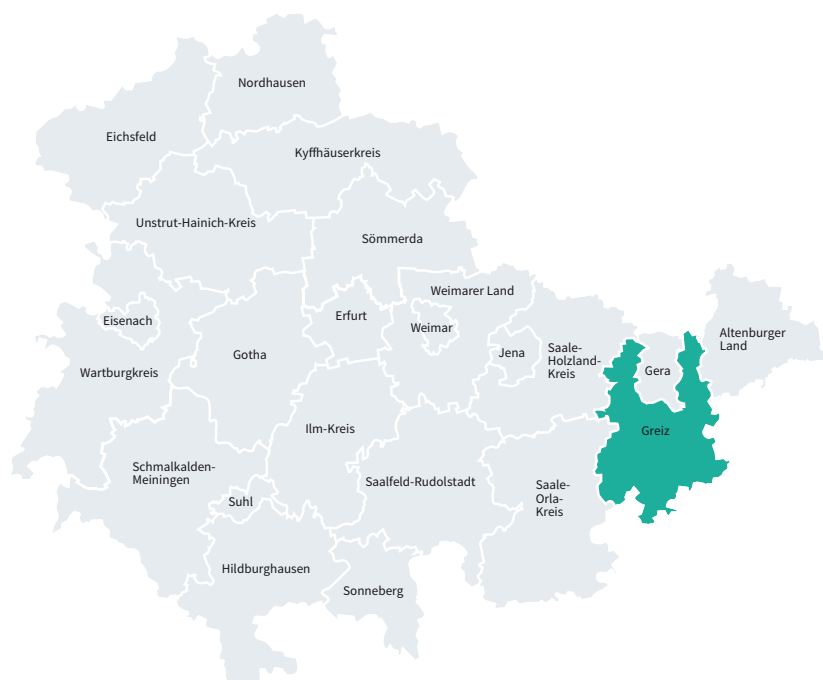 Nordhausen
Eichsfeld
Kyffhäuserkreis
Unstrut-Hainich-Kreis
Sömmerda
Weimarer Land
Eisenach
Erfurt
Weimar
Altenburger
Land
Jena
Saale-
Holzland-
Kreis
Gotha
Gera
Wartburgkreis
Ilm-Kreis
Greiz
Schmalkalden-
Meiningen
Saalfeld-Rudolstadt
Saale-
Orla-
Kreis
Suhl
Hildburghausen
Sonneberg